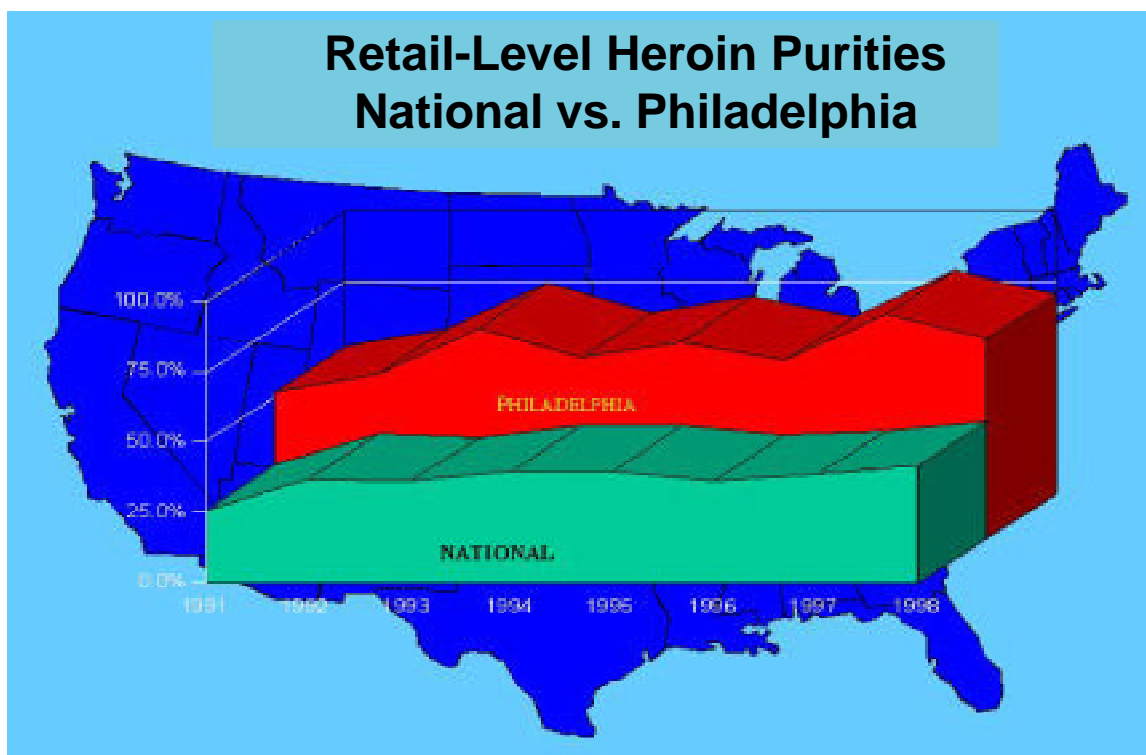 Retail-Level Heroin Purities
National vs. Philadelphia
100.0%
75.0%
50.0%
25.0%
0.0%
PHILADELPHIA
NATIONAL
1991 1992 1993 1994 1995 1996 1997 1998